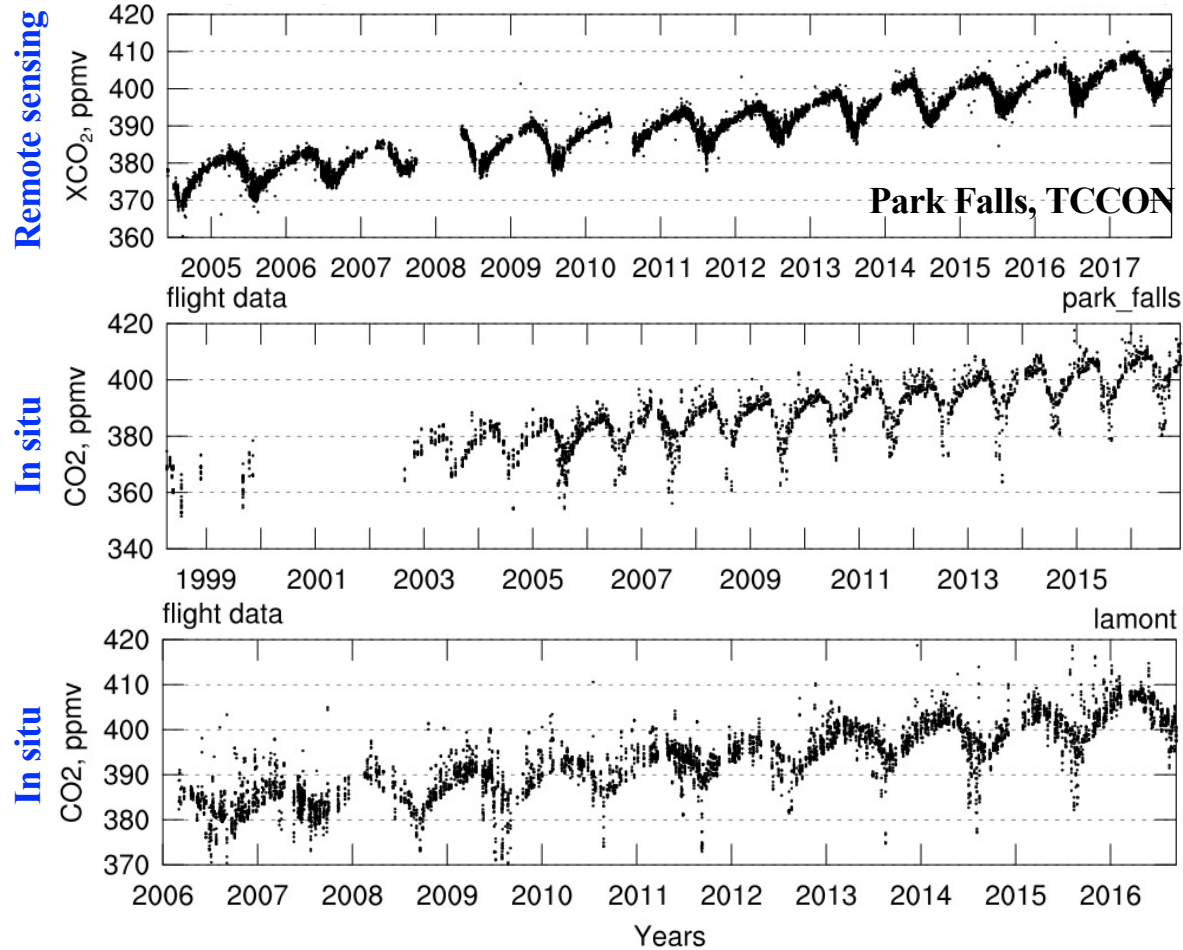 Remote sensing
XCO2, ppmv
420
410
400
390
380
370
360
Park Falls, TCCON
2005 2006 2007 2008 2009 2010 2011 2012 2013 2014 2015 2016 2017
flight data park_falls
In situ
CO2, ppmv
420
400
380
360
340
1999 2001 2003 2005 2007 2009 2011 2013 2015
flight data lamont
In situ
CO2, ppmv
420
410
400
390
380
370
2006 2007 2008 2009 2010 2011 2012 2013 2014 2015 2016
Years